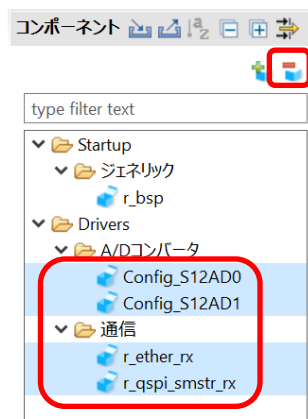 コンポーネント
type filter text
Startup
ジェネリック
r_bsp
Drivers
A/Dコンバータ
Config_S12AD0
Config_S12AD1
通信
r_ether_rx
r_qspi_smstr_rx